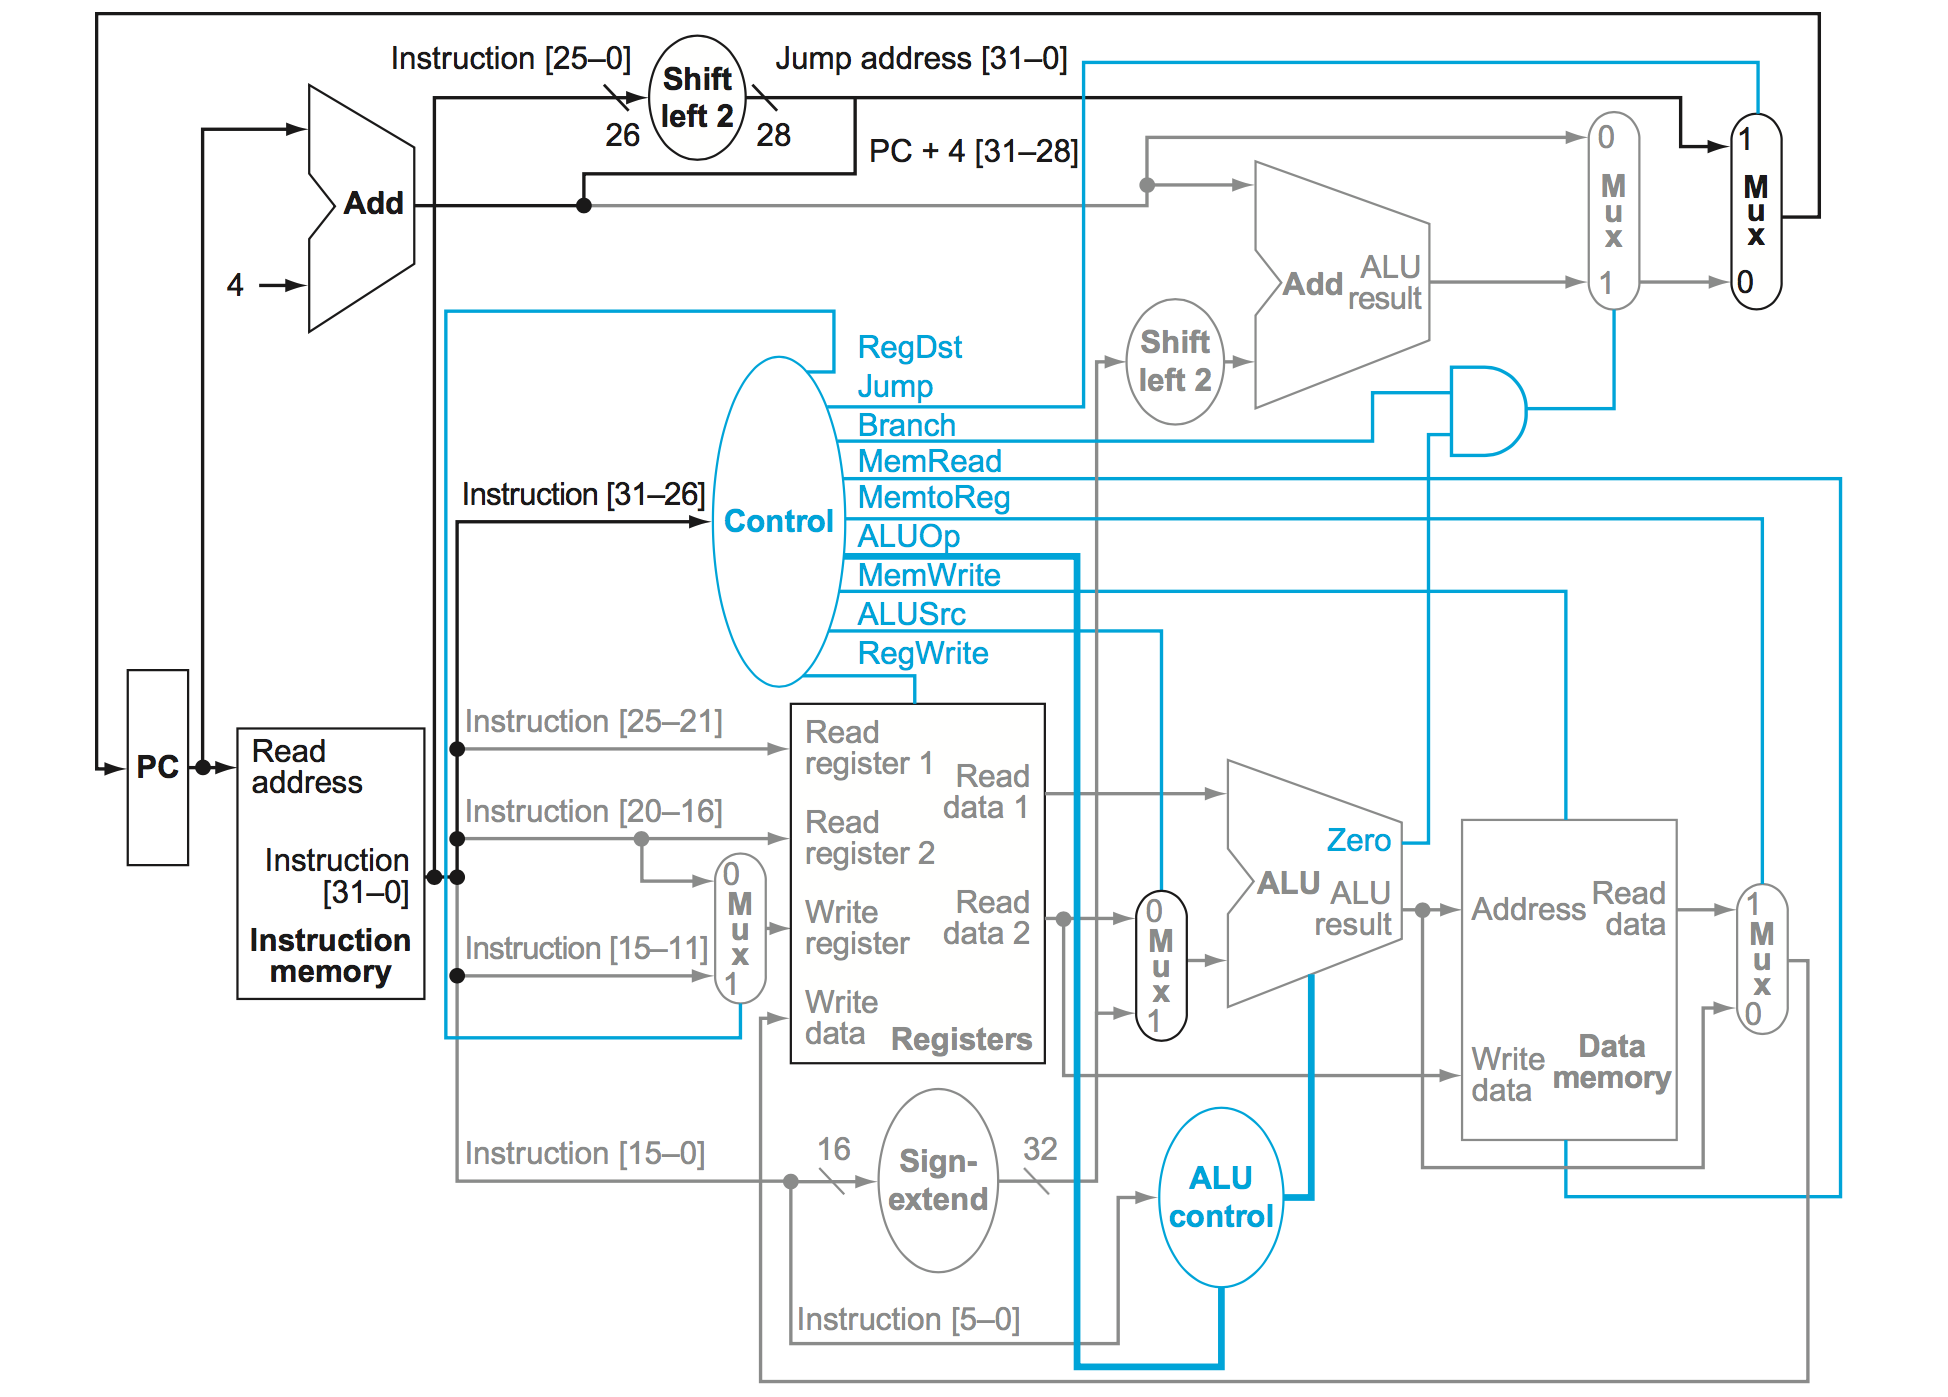 Instruction [25–0]
Shift
left 2
Jump address [31–0]
26
28
PC + 4 [31–28]
Add
4
0
M
u
x
1
1
M
u
x
0
Add
ALU
result
Shift
left 2
RegDst
Jump
Branch
MemRead
MemtoReg
ALUOp
MemWrite
ALUSrc
RegWrite
Instruction [31–26]
Control
PC
Read
address
Instruction
[31–0]
Instruction
memory
Instruction [25–21]
Instruction [20–16]
Instruction [15–11]
0
M
u
x
1
Read
register 1
Read
register 2
Write
register
Write
data
Read
data 1
Read
data 2
Registers
0
M
u
x
1
Zero
ALU
ALU
result
Address
Read
data
Write
data
Data
memory
1
M
u
x
0
Instruction [15–0]
16
Sign-
extend
32
ALU
control
Instruction [5–0]